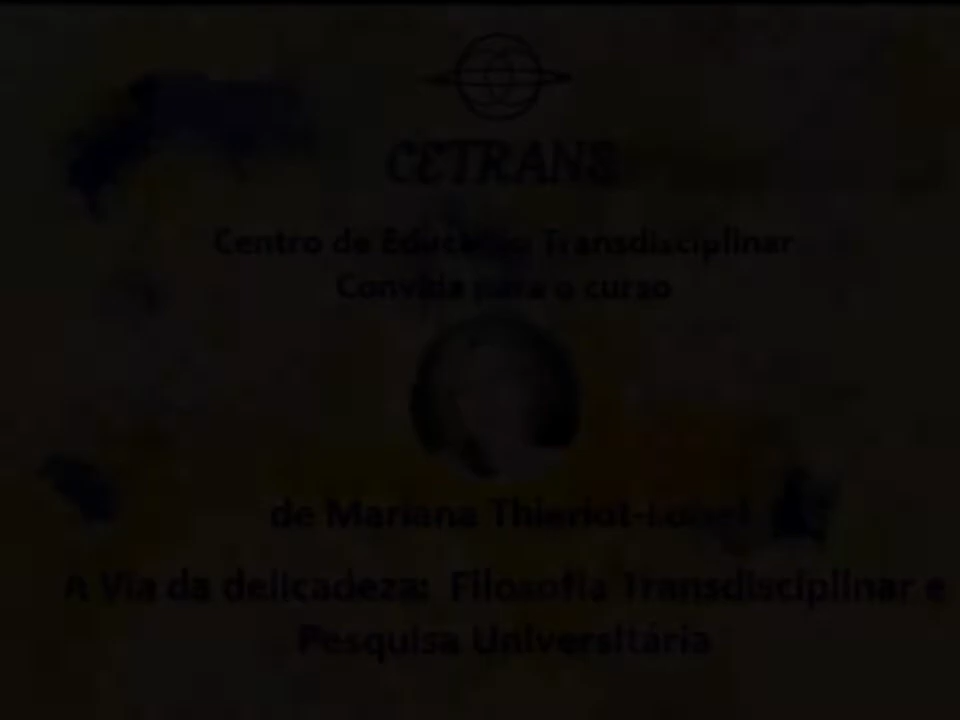 CETRANS
Centro de Educação Transdisciplinar
Convida para o curso
de Mariana Thieriot-Loisel
A Via da delicadeza: Filosofia Transdisciplinar e
Pesquisa Universitária